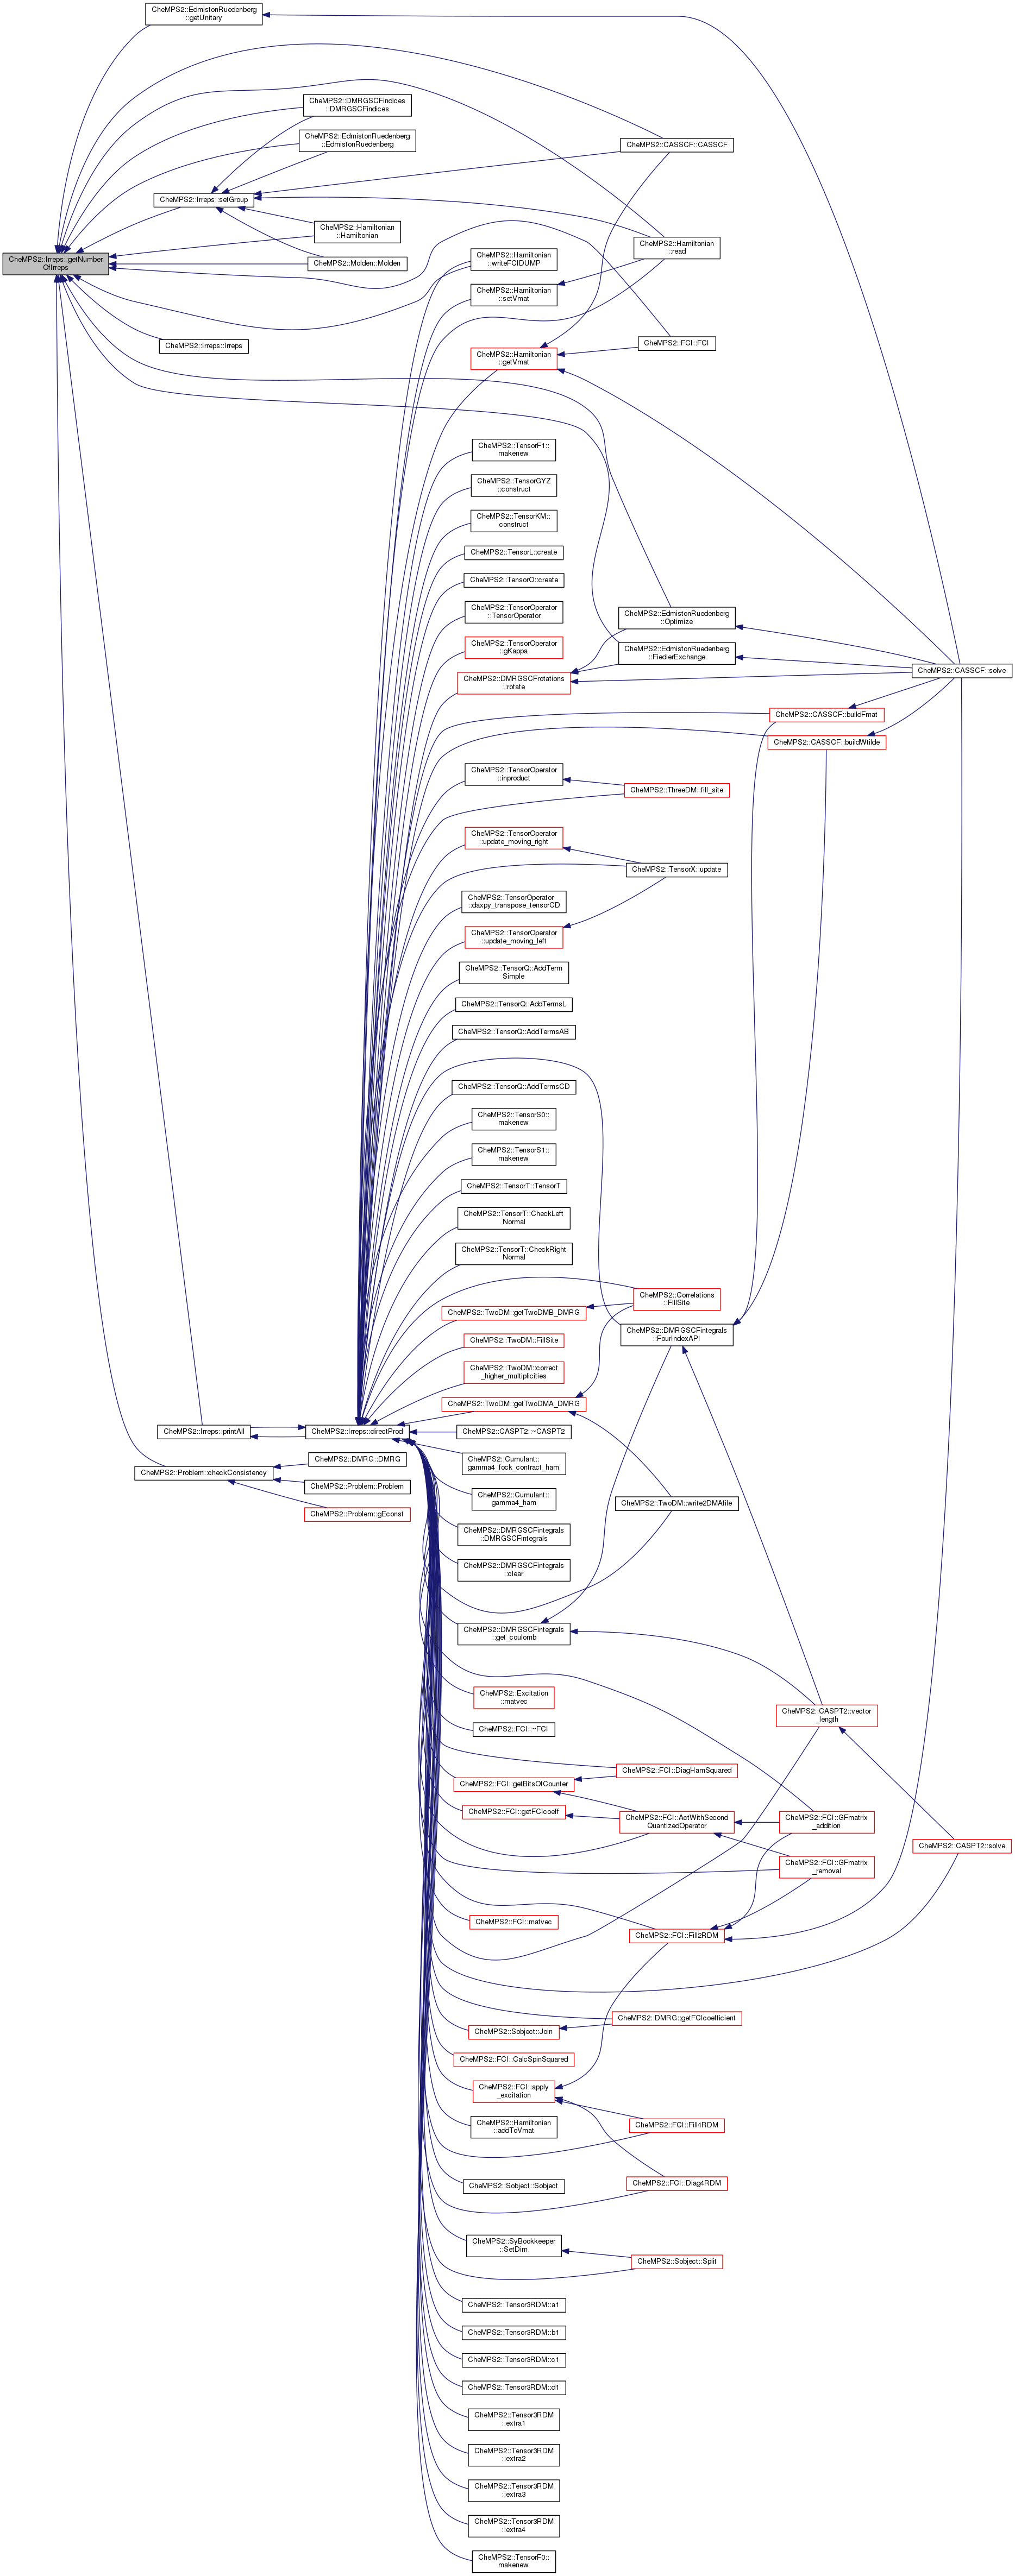 CheMPS2::EdmistonRuedenberg
::getUnitary
CheMPS2::DMRGSCFindices
::DMRGSCFindices
CheMPS2::EdmistonRuedenberg
::EdmistonRuedenberg
CheMPS2::CASSCF::CASSCF
CheMPS2::Irreps::setGroup
CheMPS2::Hamiltonian
::Hamiltonian
CheMPS2::Hamiltonian
::read
CheMPS2::Irreps::getNumber
OfIrreps
CheMPS2::Molden::Molden
CheMPS2::Hamiltonian
::writeFCIDUMP
CheMPS2::Hamiltonian
::setVmat
CheMPS2::Irreps::Irreps
CheMPS2::FCI::FCI
CheMPS2::Hamiltonian
::getVmat
CheMPS2::TensorF1::
makenew
CheMPS2::TensorGYZ
::construct
CheMPS2::TensorKM::
construct
CheMPS2::TensorL::create
CheMPS2::TensorO::create
CheMPS2::TensorOperator
::TensorOperator
CheMPS2::EdmistonRuedenberg
::Optimize
CheMPS2::TensorOperator
::gKappa
CheMPS2::EdmistonRuedenberg
::FiedlerExchange
CheMPS2::CASSCF::solve
CheMPS2::DMRGSCFrotations
::rotate
CheMPS2::CASSCF::buildFmat
CheMPS2::CASSCF::buildWtilde
CheMPS2::TensorOperator
::inproduct
CheMPS2::ThreeDM::fill_site
CheMPS2::TensorOperator
::update_moving_right
CheMPS2::TensorX::update
CheMPS2::TensorOperator
::daxpy_transpose_tensorCD
CheMPS2::TensorOperator
::update_moving_left
CheMPS2::TensorQ::AddTerm
Simple
CheMPS2::TensorQ::AddTermsL
CheMPS2::TensorQ::AddTermsAB
CheMPS2::TensorQ::AddTermsCD
CheMPS2::TensorS0::
makenew
CheMPS2::TensorS1::
makenew
CheMPS2::TensorT::TensorT
CheMPS2::TensorT::CheckLeft
Normal
CheMPS2::TensorT::CheckRight
Normal
CheMPS2::Correlations
::FillSite
CheMPS2::TwoDM::getTwoDMB_DMRG
CheMPS2::DMRGSCFintegrals
::FourIndexAPI
CheMPS2::TwoDM::FillSite
CheMPS2::TwoDM::correct
_higher_multiplicities
CheMPS2::TwoDM::getTwoDMA_DMRG
CheMPS2::Irreps::printAll
CheMPS2::Irreps::directProd
CheMPS2::CASPT2::~CASPT2
CheMPS2::DMRG::DMRG
CheMPS2::Cumulant::
gamma4_fock_contract_ham
CheMPS2::Problem::checkConsistency
CheMPS2::Problem::Problem
CheMPS2::Cumulant::
gamma4_ham
CheMPS2::TwoDM::write2DMAfile
CheMPS2::Problem::gEconst
CheMPS2::DMRGSCFintegrals
::DMRGSCFintegrals
CheMPS2::DMRGSCFintegrals
::clear
CheMPS2::DMRGSCFintegrals
::get_coulomb
CheMPS2::Excitation
::matvec
CheMPS2::CASPT2::vector
_length
CheMPS2::FCI::~FCI
CheMPS2::FCI::DiagHamSquared
CheMPS2::FCI::getBitsOfCounter
CheMPS2::FCI::getFCIcoeff
CheMPS2::FCI::ActWithSecond
QuantizedOperator
CheMPS2::FCI::GFmatrix
_addition
CheMPS2::CASPT2::solve
CheMPS2::FCI::GFmatrix
_removal
CheMPS2::FCI::matvec
CheMPS2::FCI::Fill2RDM
CheMPS2::DMRG::getFCIcoefficient
CheMPS2::Sobject::Join
CheMPS2::FCI::CalcSpinSquared
CheMPS2::FCI::apply
_excitation
CheMPS2::Hamiltonian
::addToVmat
CheMPS2::FCI::Fill4RDM
CheMPS2::Sobject::Sobject
CheMPS2::FCI::Diag4RDM
CheMPS2::SyBookkeeper
::SetDim
CheMPS2::Sobject::Split
CheMPS2::Tensor3RDM::a1
CheMPS2::Tensor3RDM::b1
CheMPS2::Tensor3RDM::c1
CheMPS2::Tensor3RDM::d1
CheMPS2::Tensor3RDM
::extra1
CheMPS2::Tensor3RDM
::extra2
CheMPS2::Tensor3RDM
::extra3
CheMPS2::Tensor3RDM
::extra4
CheMPS2::TensorF0::
makenew